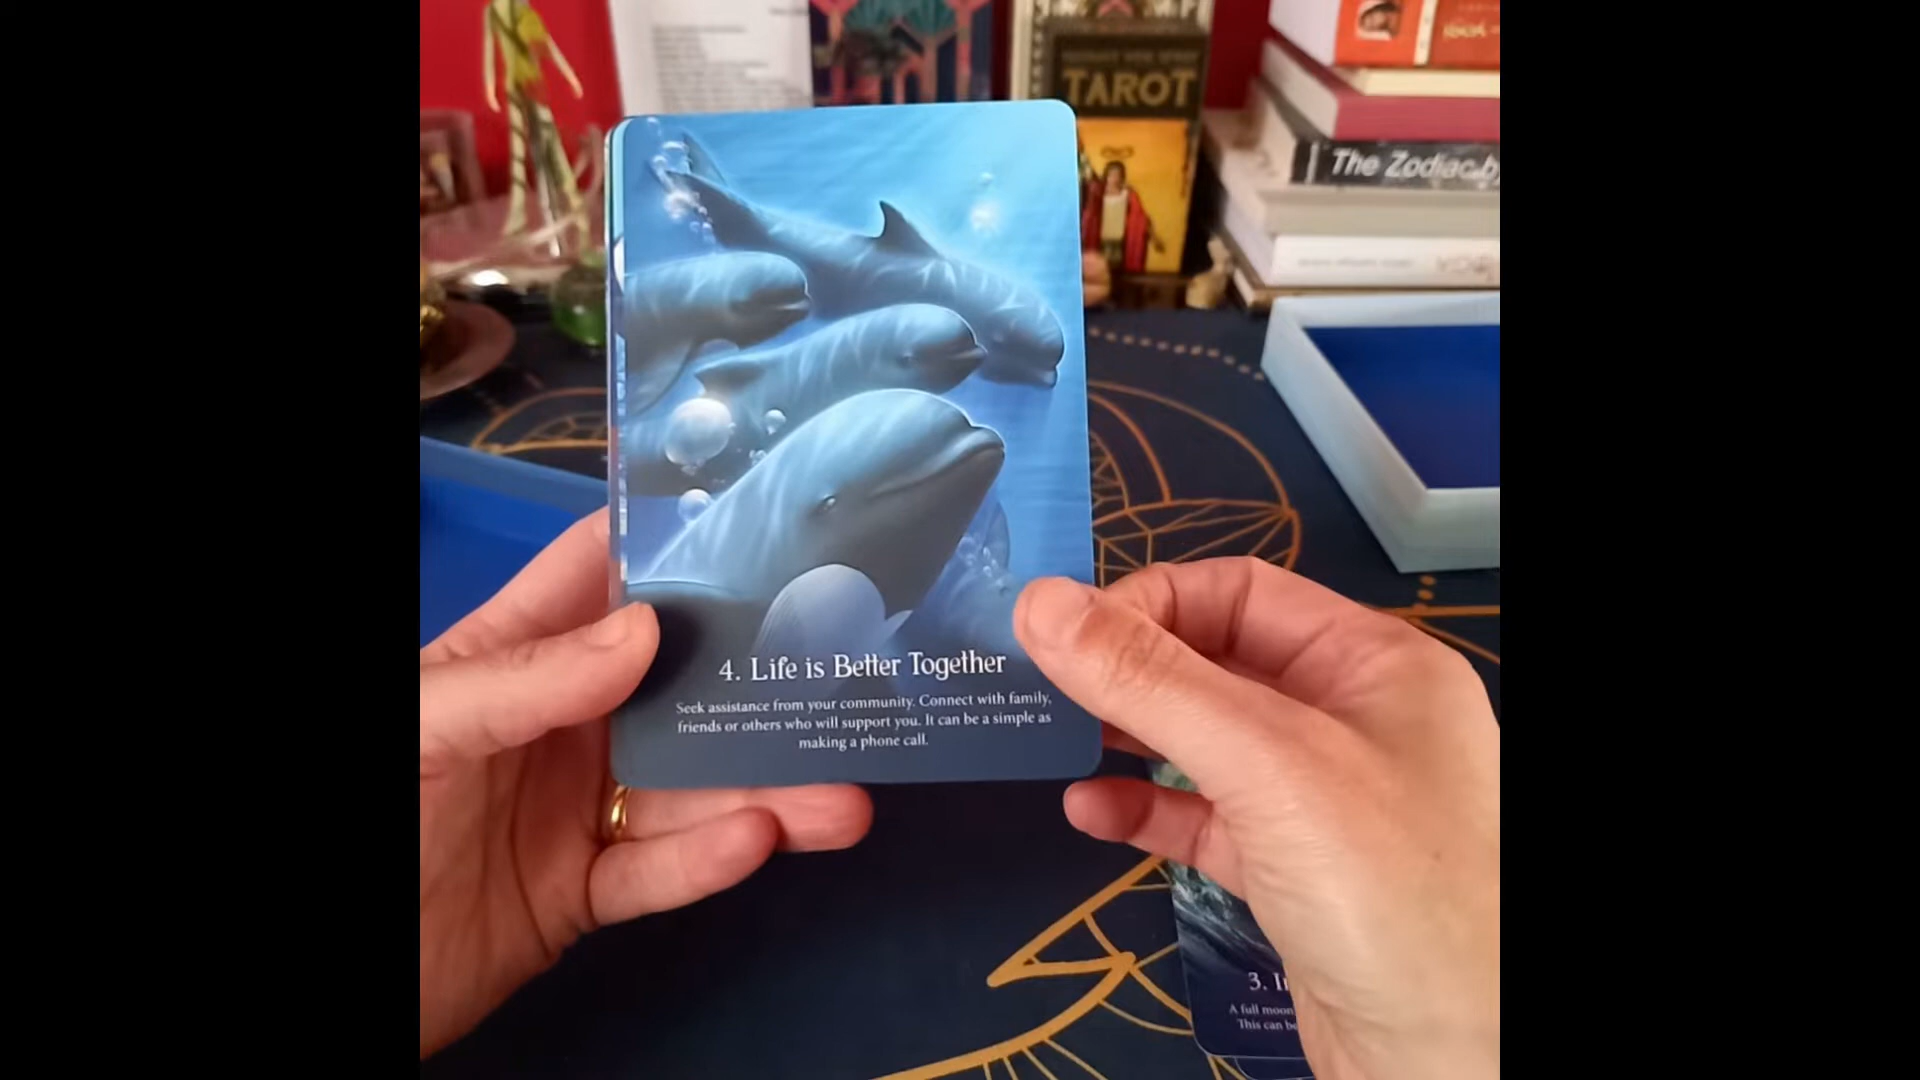 TAROT
The Zodiac by
4. Life is Better Together
Seek assistance from your community. Connect with family,
friends or others who will support you. It can be a simple as
making a phone call.
3.
A full moon
This can be